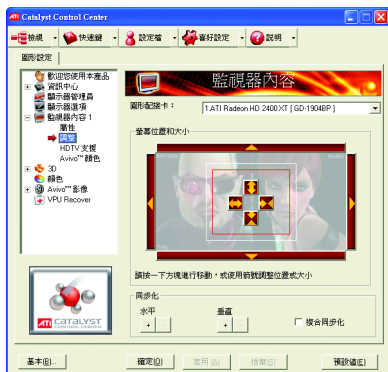 ATI Catalyst Control Center
檢視 快速鍵 設定檔 喜好設定 說明
圖形設定
歡迎您使用本產品
資訊中心
顯示器管理員
顯示器選項
監視器內容 1
屬性
調整
HDTV 支援
Avivo™ 顏色
3D
顏色
Avivo™ 影像
VPU Recover
ATI CATALYST
CONTROL CENTER
監視器內容
圖形配接卡：
1.ATI Radeon HD 2400 XT [ GD-1904BP ]
螢幕位置和大小
請按一下方塊進行移動，或使用箭號調整位置或大小
同步化
水平 垂直
+ - + - 複合同步化
基本(B)... 確定(O) 套用(A) 捨棄(S) 預設值(E)